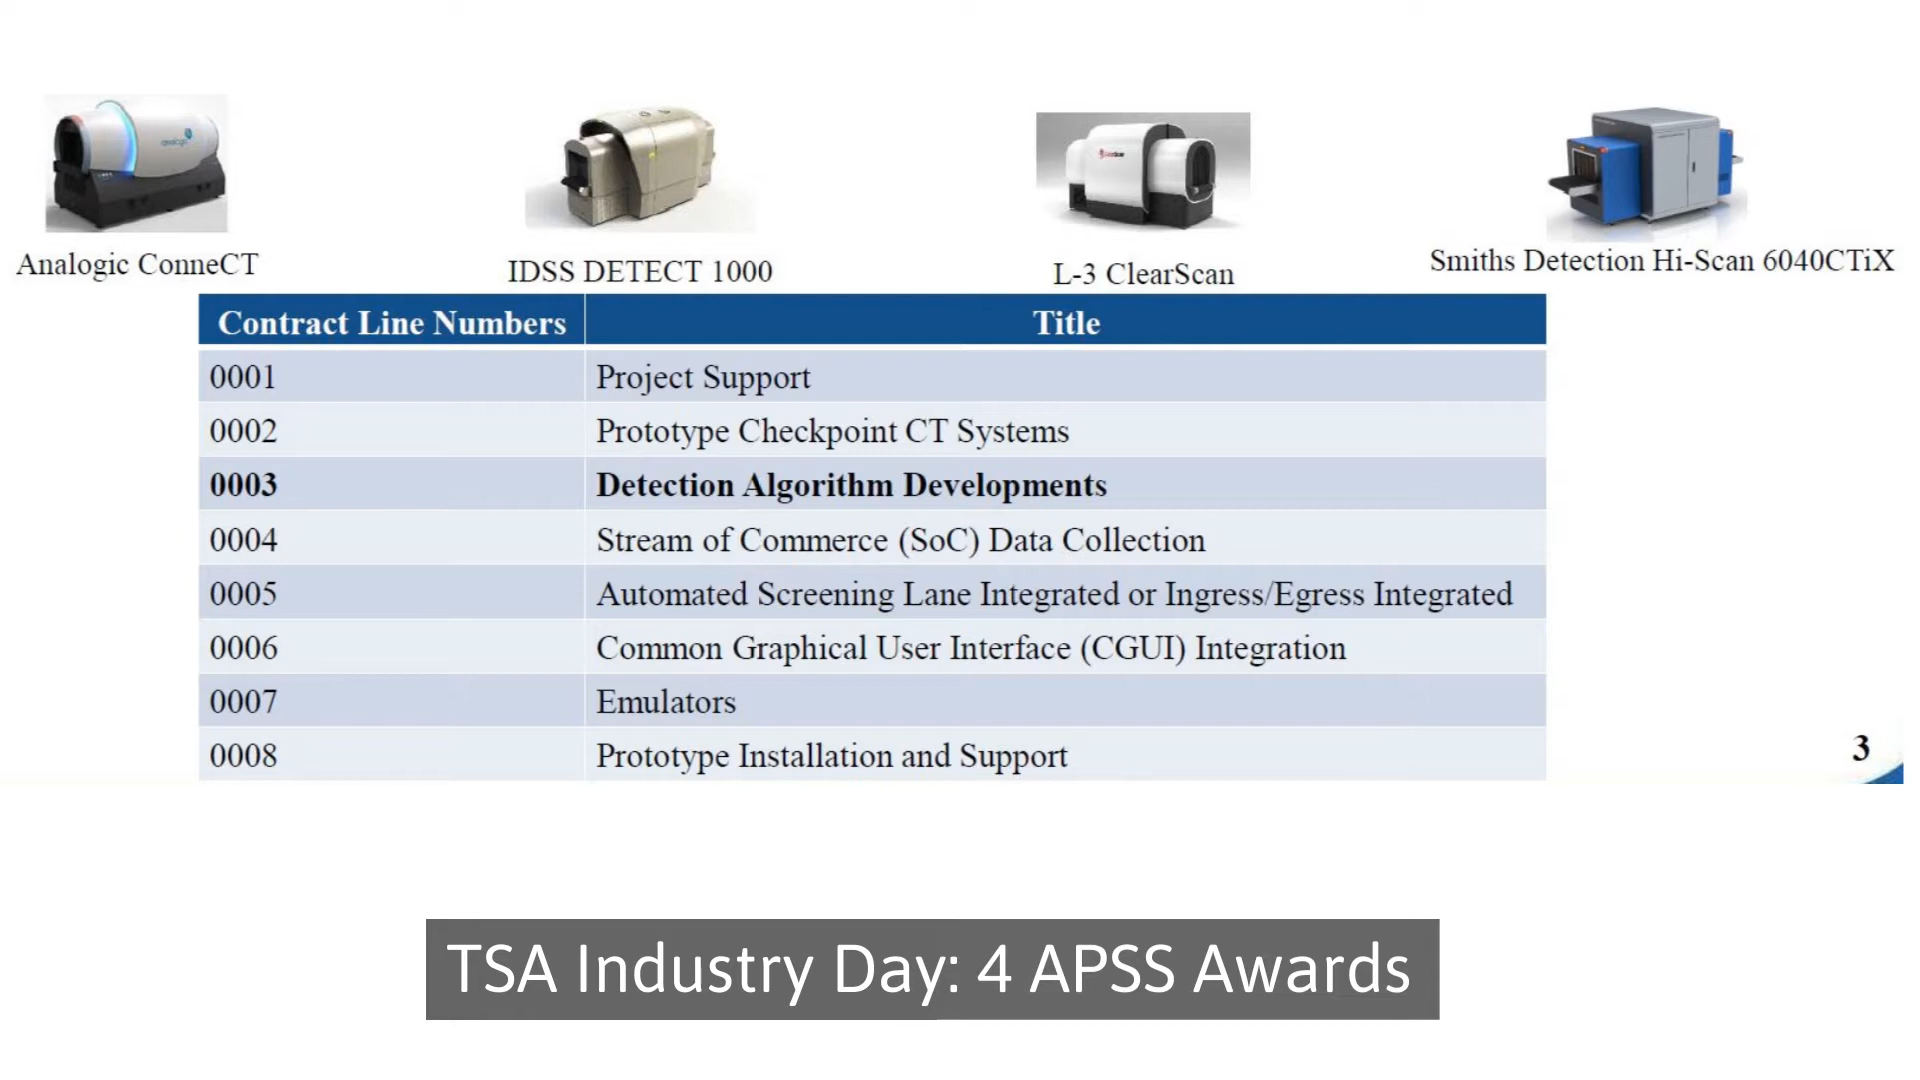 analogic
Analogic ConneCT
IDSS DETECT 1000
L-3 ClearScan
Smiths Detection Hi-Scan 6040CTiX
Contract Line Numbers Title
0001 Project Support
0002 Prototype Checkpoint CT Systems
0003 Detection Algorithm Developments
0004 Stream of Commerce (SoC) Data Collection
0005 Automated Screening Lane Integrated or Ingress/Egress Integrated
0006 Common Graphical User Interface (CGUI) Integration
0007 Emulators
0008 Prototype Installation and Support
3
TSA Industry Day: 4 APSS Awards